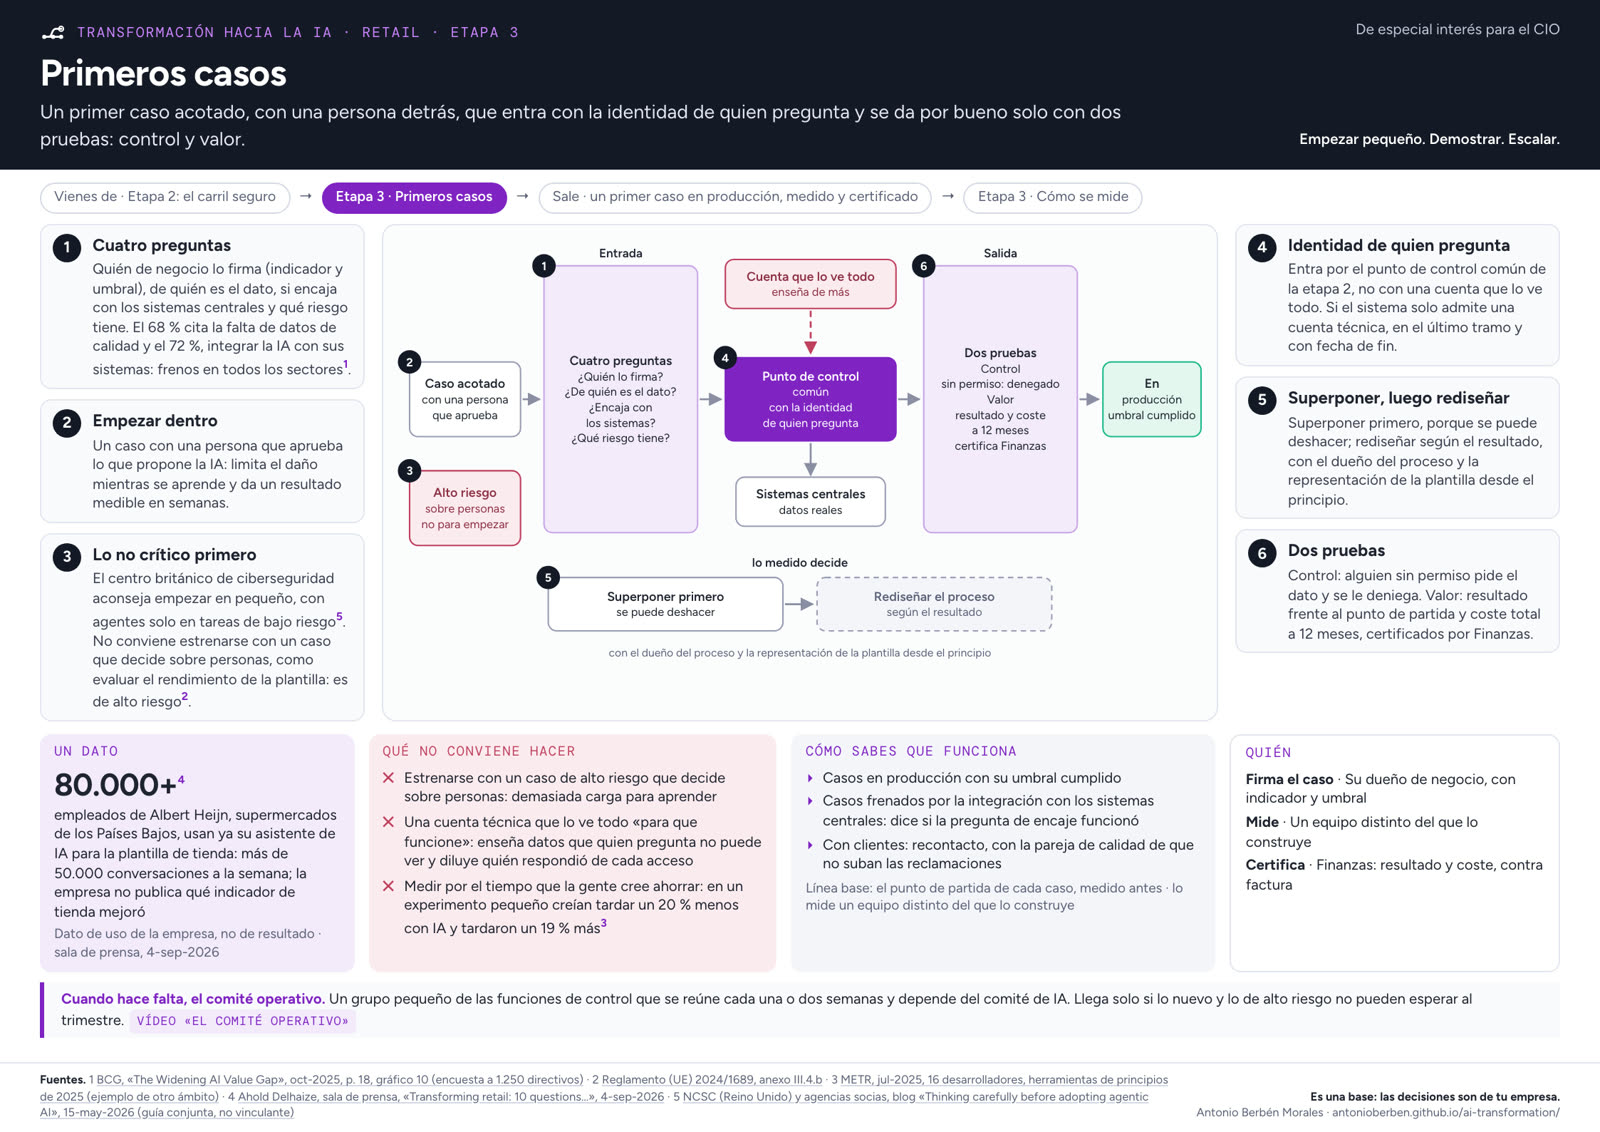 TRANSFORMACIÓN HACIA LA IA · RETAIL · ETAPA 3
De especial interés para el CIO
Primeros casos
Un primer caso acotado, con una persona detrás, que entra con la identidad de quien pregunta y se da por bueno solo con dos
pruebas: control y valor.
Empezar pequeño. Demostrar. Escalar.
Vienes de · Etapa 2: el carril seguro
→
Etapa 3 · Primeros casos
→
Sale · un primer caso en producción, medido y certificado
→
Etapa 3 · Cómo se mide
1
Cuatro preguntas
Quién de negocio lo firma (indicador y
umbral), de quién es el dato, si encaja
con los sistemas centrales y qué riesgo
tiene. El 68 % cita la falta de datos de
calidad y el 72 %, integrar la IA con sus
sistemas: frenos en todos los sectores1.
2
Empezar dentro
Un caso con una persona que aprueba
lo que propone la IA: limita el daño
mientras se aprende y da un resultado
medible en semanas.
3
Lo no crítico primero
El centro británico de ciberseguridad
aconseja empezar en pequeño, con
agentes solo en tareas de bajo riesgo5.
No conviene estrenarse con un caso
que decide sobre personas, como
evaluar el rendimiento de la plantilla: es
de alto riesgo2.
Entrada
Salida
2
Caso acotado
con una persona
que aprueba
3
Alto riesgo
sobre personas
no para empezar
1
Cuatro preguntas
¿Quién lo firma?
¿De quién es el dato?
¿Encaja con
los sistemas?
¿Qué riesgo tiene?
Cuenta que lo ve todo
enseña de más
4
Punto de control
común
con la identidad
de quien pregunta
Sistemas centrales
datos reales
6
Dos pruebas
Control
sin permiso: denegado
Valor
resultado y coste
a 12 meses
certifica Finanzas
En
producción
umbral cumplido
lo medido decide
5
Superponer primero
se puede deshacer
Rediseñar el proceso
según el resultado
con el dueño del proceso y la representación de la plantilla desde el principio
4
Identidad de quien pregunta
Entra por el punto de control común de
la etapa 2, no con una cuenta que lo ve
todo. Si el sistema solo admite una
cuenta técnica, en el último tramo y
con fecha de fin.
5
Superponer, luego rediseñar
Superponer primero, porque se puede
deshacer; rediseñar según el resultado,
con el dueño del proceso y la
representación de la plantilla desde el
principio.
6
Dos pruebas
Control: alguien sin permiso pide el
dato y se le deniega. Valor: resultado
frente al punto de partida y coste total
a 12 meses, certificados por Finanzas.
UN DATO
80.000+4
empleados de Albert Heijn, supermercados
de los Países Bajos, usan ya su asistente de
IA para la plantilla de tienda: más de
50.000 conversaciones a la semana; la
empresa no publica qué indicador de
tienda mejoró
Dato de uso de la empresa, no de resultado ·
sala de prensa, 4-sep-2026
QUÉ NO CONVIENE HACER
Estrenarse con un caso de alto riesgo que decide
sobre personas: demasiada carga para aprender
Una cuenta técnica que lo ve todo «para que
funcione»: enseña datos que quien pregunta no puede
ver y diluye quién respondió de cada acceso
Medir por el tiempo que la gente cree ahorrar: en un
experimento pequeño creían tardar un 20 % menos
con IA y tardaron un 19 % más3
CÓMO SABES QUE FUNCIONA
Casos en producción con su umbral cumplido
Casos frenados por la integración con los sistemas
centrales: dice si la pregunta de encaje funcionó
Con clientes: recontacto, con la pareja de calidad de que
no suban las reclamaciones
Línea base: el punto de partida de cada caso, medido antes · lo
mide un equipo distinto del que lo construye
QUIÉN
Firma el caso · Su dueño de negocio, con
indicador y umbral
Mide · Un equipo distinto del que lo
construye
Certifica · Finanzas: resultado y coste, contra
factura
Cuando hace falta, el comité operativo. Un grupo pequeño de las funciones de control que se reúne cada una o dos semanas y depende del comité de IA. Llega solo si lo nuevo y lo de alto riesgo no pueden esperar al
trimestre. VÍDEO «EL COMITÉ OPERATIVO»
Fuentes. 1 BCG, «The Widening AI Value Gap», oct-2025, p. 18, gráfico 10 (encuesta a 1.250 directivos) · 2 Reglamento (UE) 2024/1689, anexo III.4.b · 3 METR, jul-2025, 16 desarrolladores, herramientas de principios
de 2025 (ejemplo de otro ámbito) · 4 Ahold Delhaize, sala de prensa, «Transforming retail: 10 questions…», 4-sep-2026 · 5 NCSC (Reino Unido) y agencias socias, blog «Thinking carefully before adopting agentic
AI», 15-may-2026 (guía conjunta, no vinculante)
Es una base: las decisiones son de tu empresa.
Antonio Berbén Morales · antonioberben.github.io/ai-transformation/